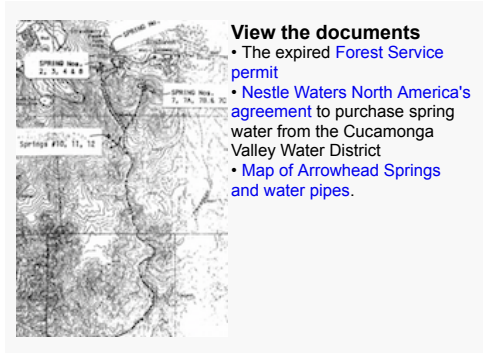 SPRING NOS.
2, 3, 4 & 8
SPRING Nos.
7, 7A, 7B & 7C
Springs #10, 11, 12
View the documents
• The expired Forest Service
permit
• Nestle Waters North America's
agreement to purchase spring
water from the Cucamonga
Valley Water District
• Map of Arrowhead Springs
and water pipes.